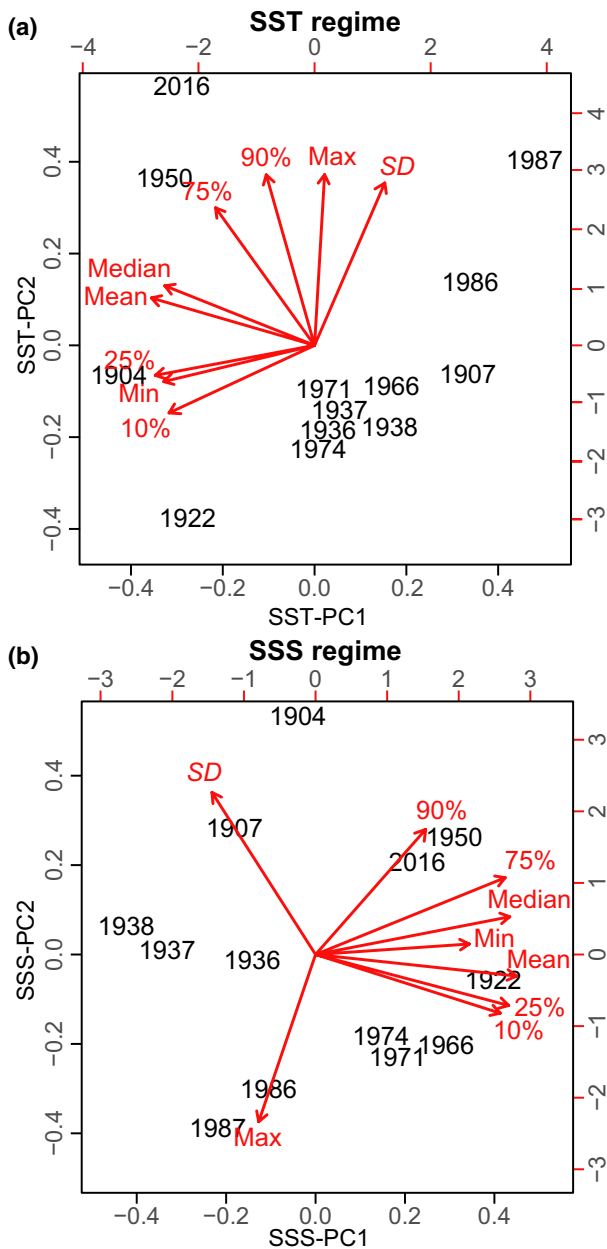 (a) SST regime
−4 −2 0 2 4
2016
90% Max SD
1950
75%
1987
Median
Mean
1986
25%
1904
Min
10%
1971 1966 1907
1937
1936 1938
1974
1922
0.4
0.2
0.0
−0.2
−0.4
SST-PC2
4
3
2
1
0
−1
−2
−3
−0.4 −0.2 0.0 0.2 0.4
SST-PC1
(b) SSS regime
−3 −2 −1 0 1 2 3
1904
SD
1907
90%
1950
2016
75%
Median
1938
1937
1936
Min
Mean
1922
25%
10%
1974
1966
1971
1986
1987
Max
0.4
0.2
0.0
−0.2
−0.4
SSS-PC2
3
2
1
0
−1
−2
−3
−0.4 −0.2 0.0 0.2 0.4
SSS-PC1